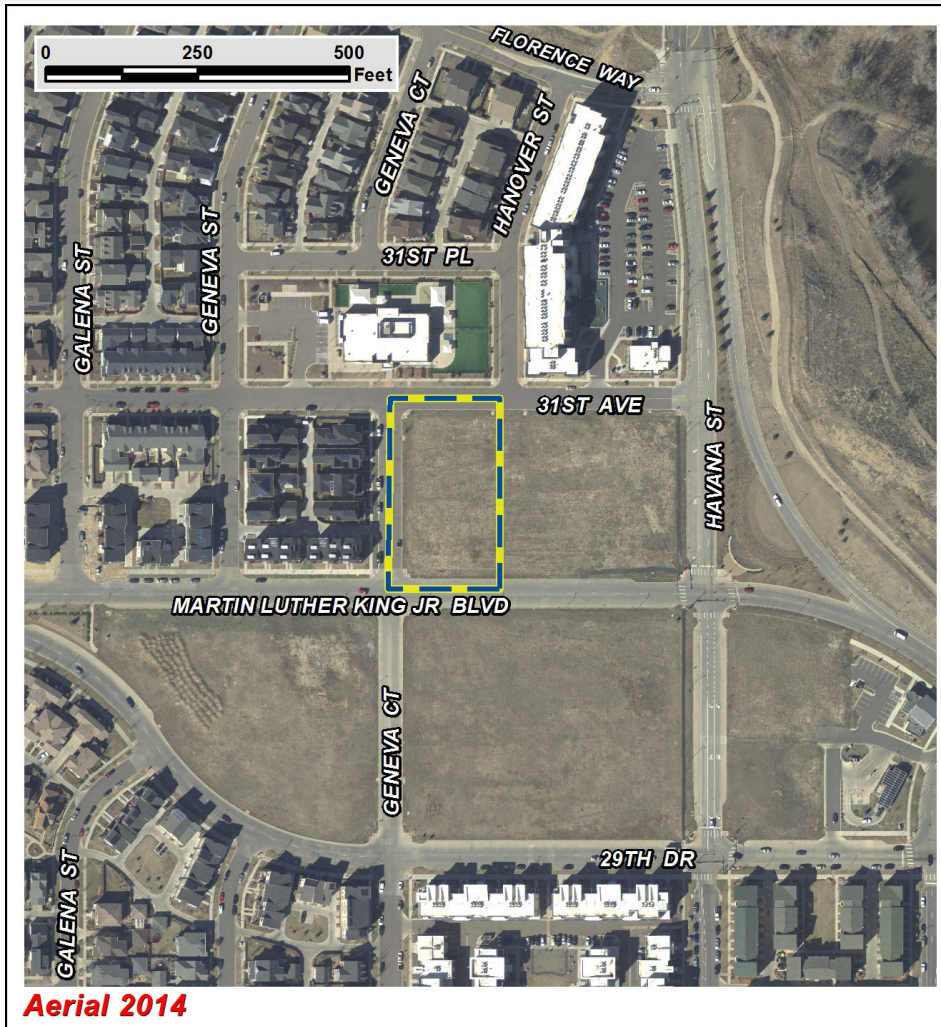 0 250 500
Feet
FLORENCE WAY
GENEVA CT
HANOVER ST
31ST PL
GALENA ST
GENEVA ST
31ST AVE
HAVANA ST
MARTIN LUTHER KING JR BLVD
GENEVA CT
29TH DR
GALENA ST
Aerial 2014